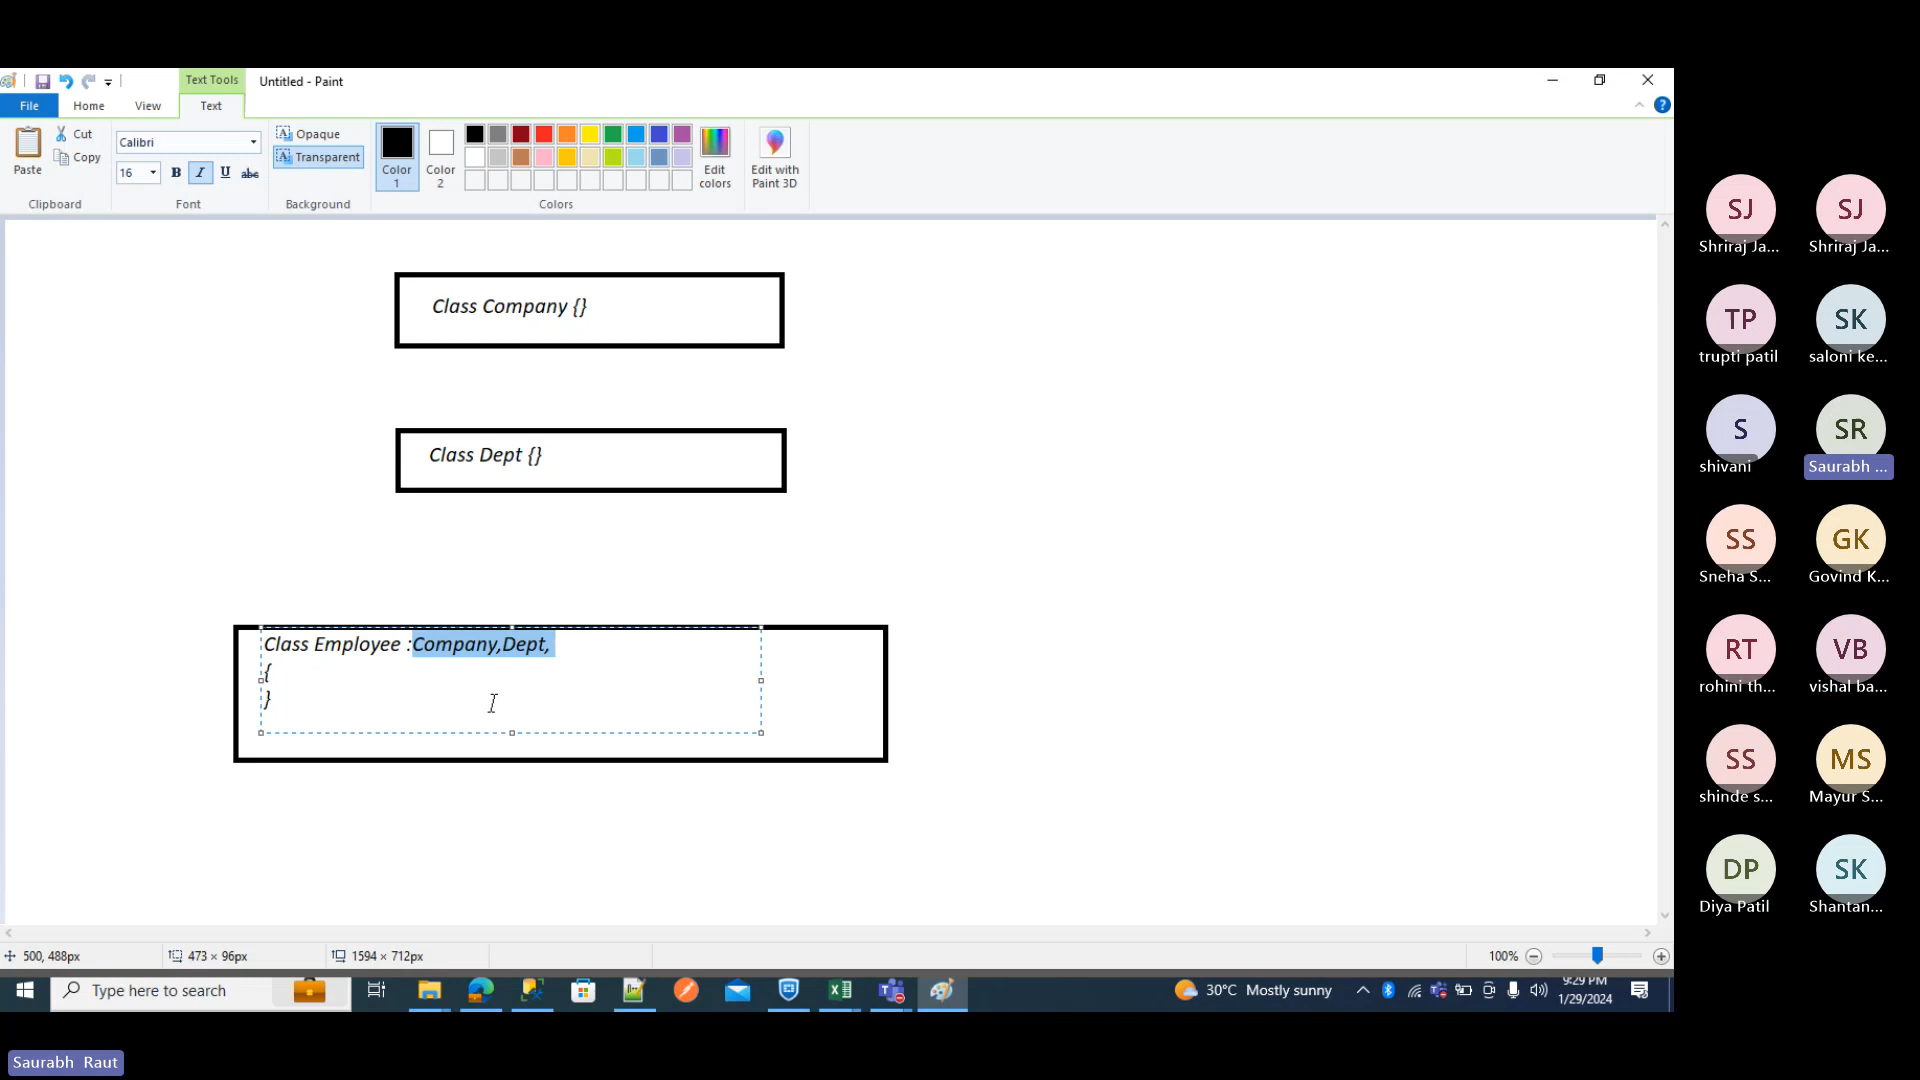 Text Tools
Untitled - Paint
File
Home
View
Text
Paste
Cut
Copy
Clipboard
Calibri
16
B
I
U
abc
Font
Opaque
Transparent
Background
Color 1
Color 2
Edit colors
Colors
Edit with Paint 3D
Class Company {}
Class Dept {}
Class Employee :Company,Dept,
{
}
500, 488px
473 × 96px
1594 × 712px
100%
Type here to search
30°C Mostly sunny
9:29 PM
1/29/2024
SJ
Shriraj Ja...
SJ
Shriraj Ja...
TP
trupti patil
SK
saloni ke...
S
shivani
SR
Saurabh ...
SS
Sneha S...
GK
Govind K...
RT
rohini th...
VB
vishal ba...
SS
shinde s...
MS
Mayur S...
DP
Diya Patil
SK
Shantan...
Saurabh Raut